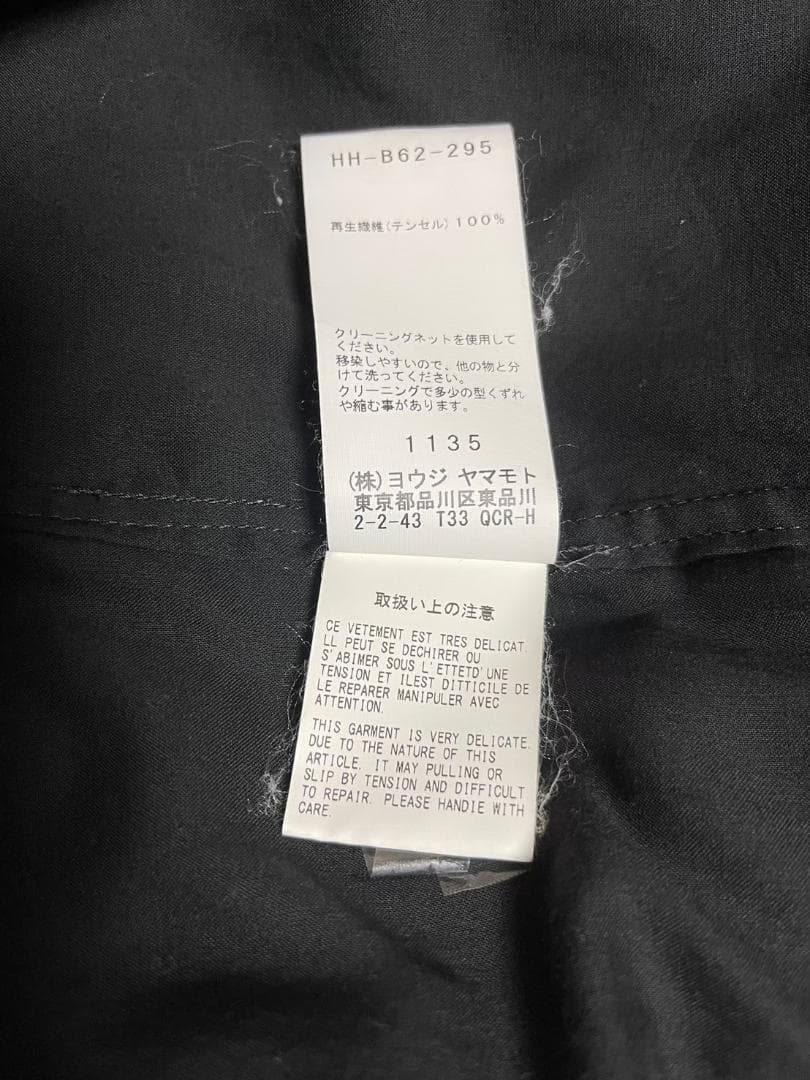 HH-B62-295
再生繊維(テンセル)100%
クリーニングネットを使用して
ください。
移染しやすいので、他の物と分
けて洗ってください。
クリーニングで多少の型くずれ
や縮む事があります。
1135
(株)ヨウジ ヤマモト
東京都品川区東品川
2-2-43 T33 QCR-H
取扱い上の注意
CE VETEMENT EST TRES DELICAT.
LL PEUT SE DECHIRER OU
S'ABIMER SOUS L'ETTETD'UNE
TENSION ET ILEST DITTICILE DE
LE REPARER MANIPULER AVEC
ATTENTION.
THIS GARMENT IS VERY DELICATE.
DUE TO THE NATURE OF THIS
ARTICLE. IT MAY PULLING OR
SLIP BY TENSION AND DIFFICULT
TO REPAIR. PLEASE HANDIE WITH
CARE.